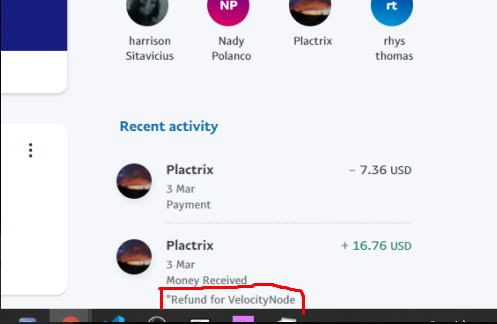 NP
rt
harrison
Sitavicius
Nady
Polanco
Plactrix
rhys
thomas
Recent activity
Plactrix
− 7.36 USD
3 Mar
Payment
Plactrix
+ 16.76 USD
3 Mar
Money Received
"Refund for VelocityNode